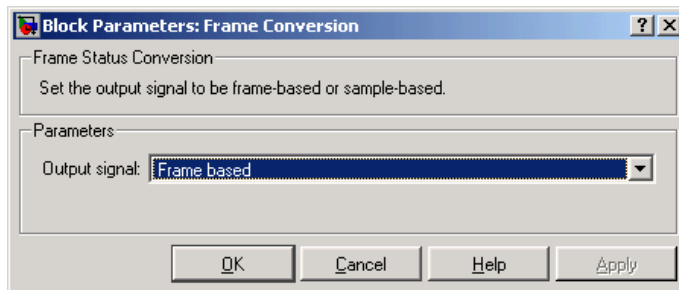 Block Parameters: Frame Conversion
Frame Status Conversion
Set the output signal to be frame-based or sample-based.
Parameters
Output signal: Frame based
OK Cancel Help Apply